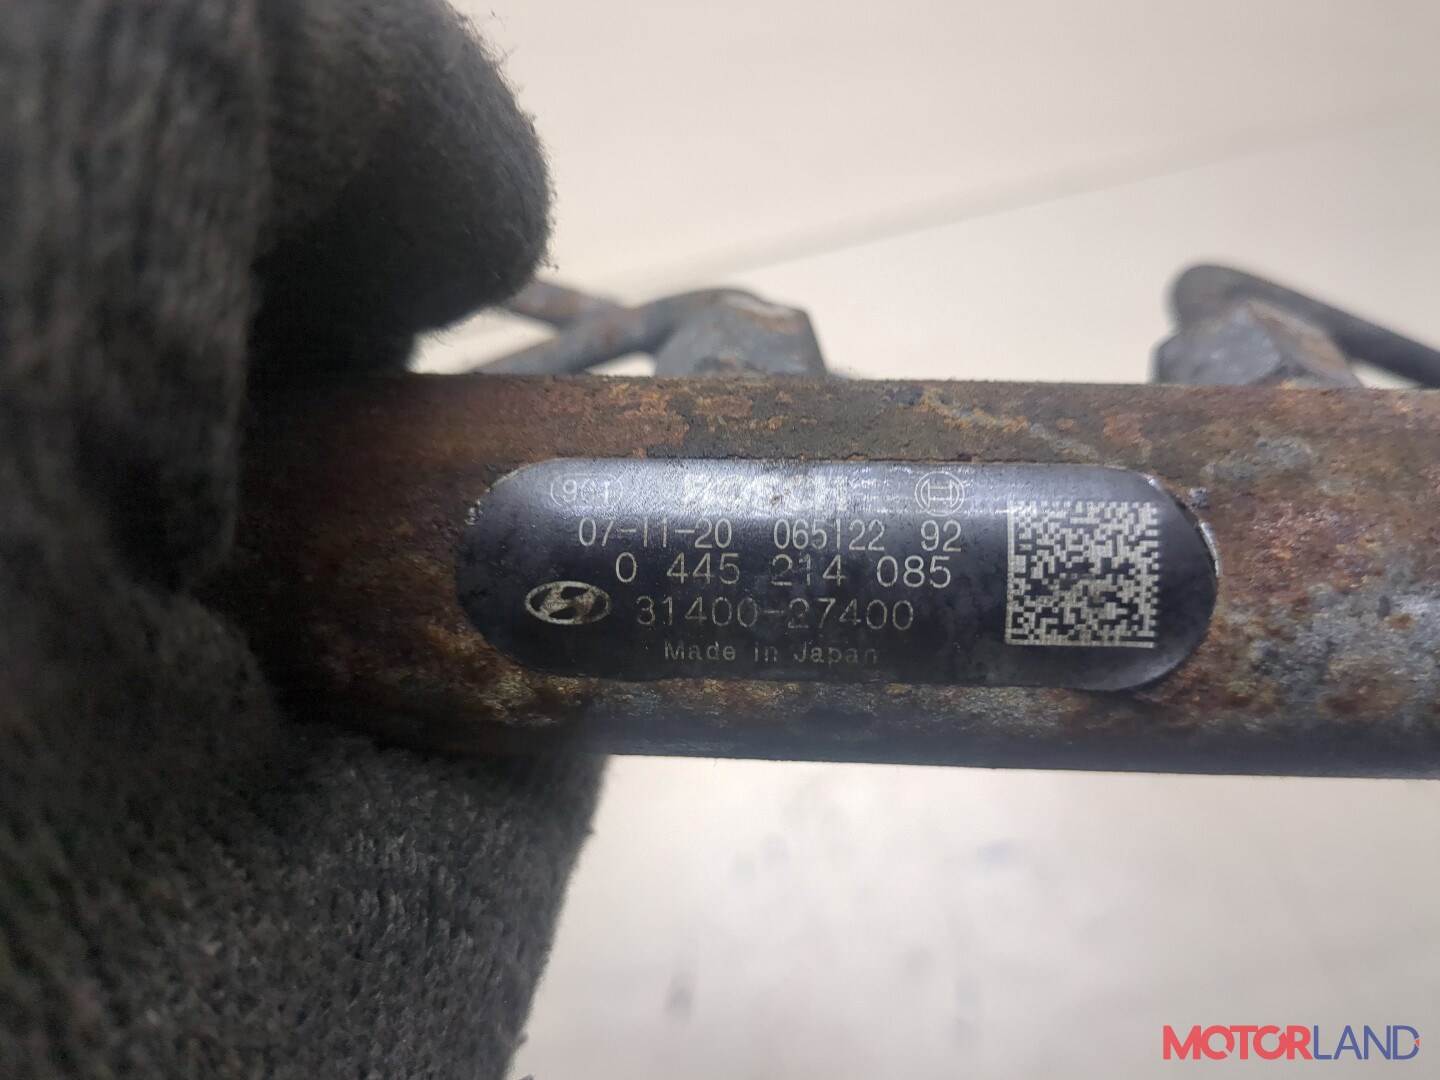 BOSCH
07-11-20 065122 92
0 445 214 085
31400-27400
Made in Japan
MOTORLAND